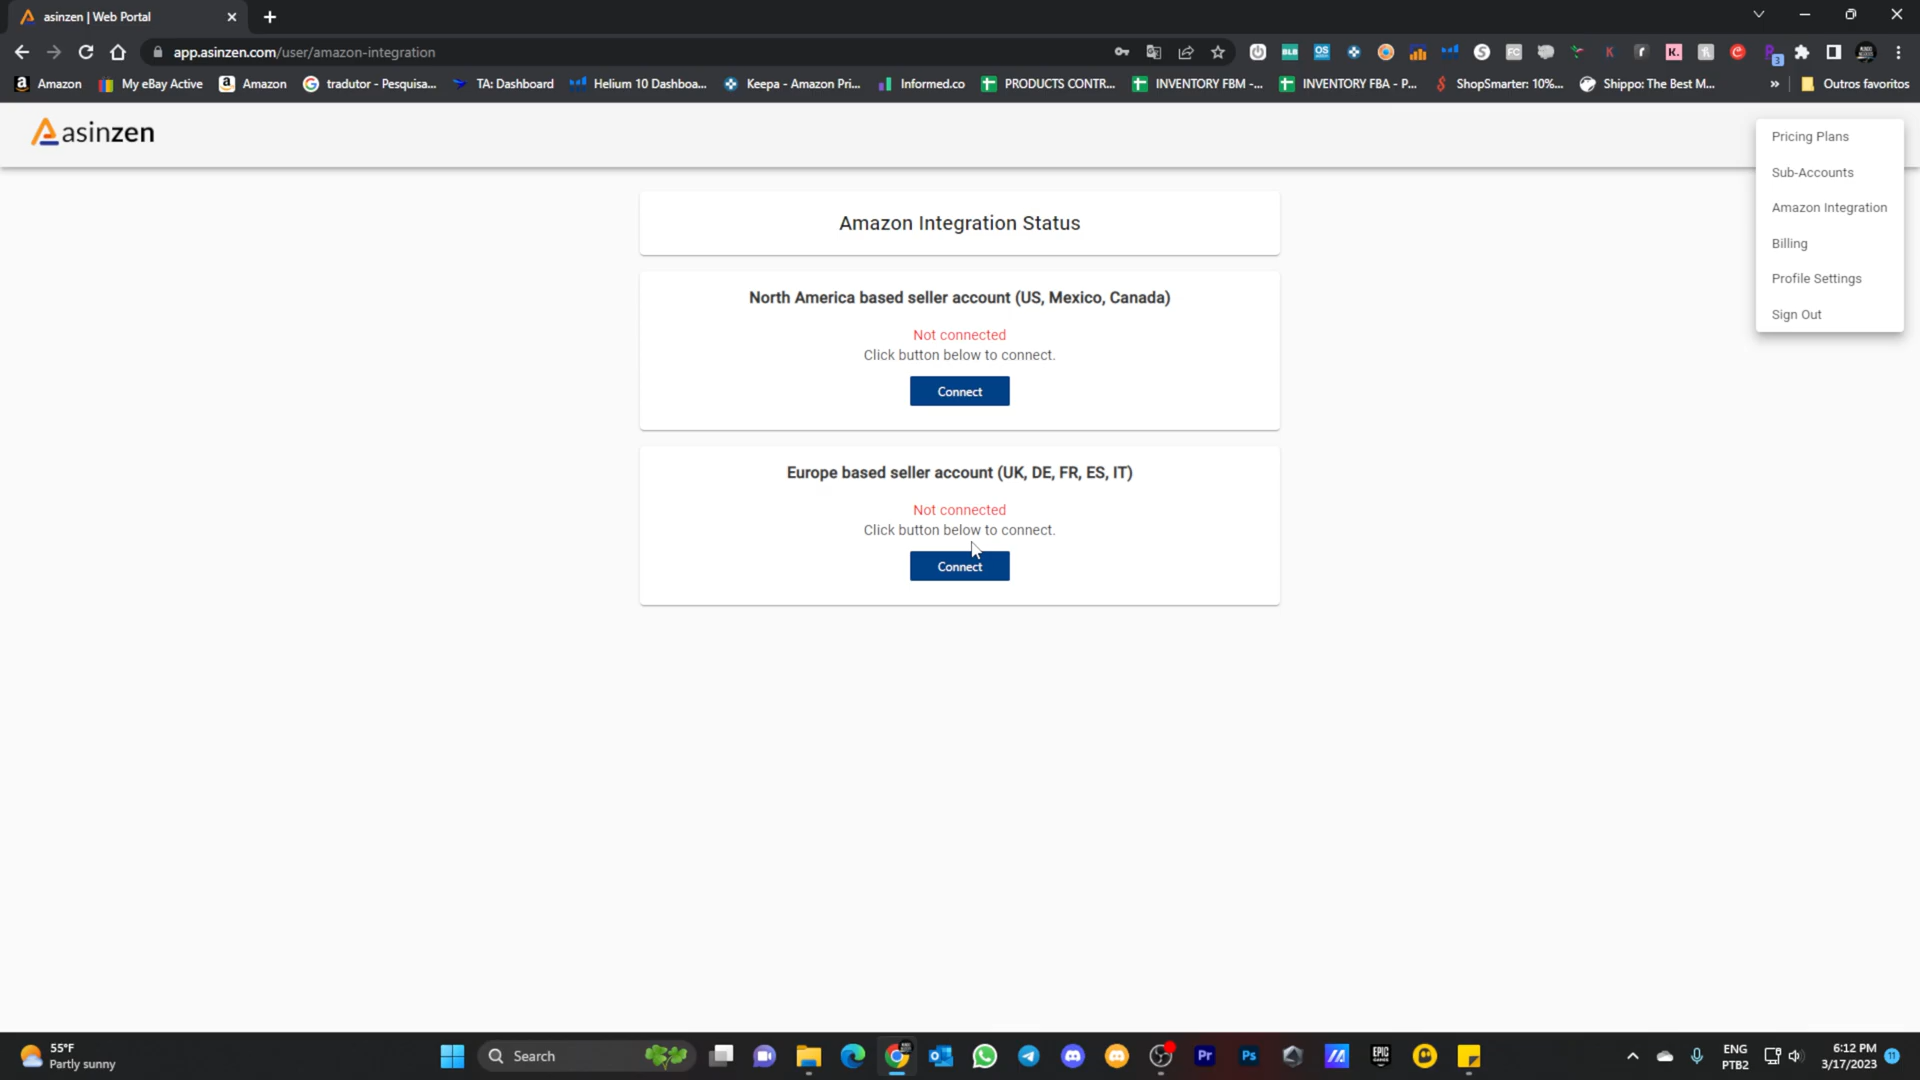 asinzen | Web Portal
app.asinzen.com/user/amazon-integration
Amazon
My eBay Active
Amazon
tradutor - Pesquisa...
TA: Dashboard
Helium 10 Dashboa...
Keepa - Amazon Pri...
Informed.co
PRODUCTS CONTR...
INVENTORY FBM -...
INVENTORY FBA - P...
ShopSmarter: 10%...
Shippo: The Best M...
»
Outros favoritos
asinzen
Pricing Plans
Sub-Accounts
Amazon Integration
Billing
Profile Settings
Sign Out
Amazon Integration Status
North America based seller account (US, Mexico, Canada)
Not connected
Click button below to connect.
Connect
Europe based seller account (UK, DE, FR, ES, IT)
Not connected
Click button below to connect.
Connect
55°F
Partly sunny
Search
Pr
Ps
EPIC
GAMES
ENG
PTB2
6:12 PM
3/17/2023
11